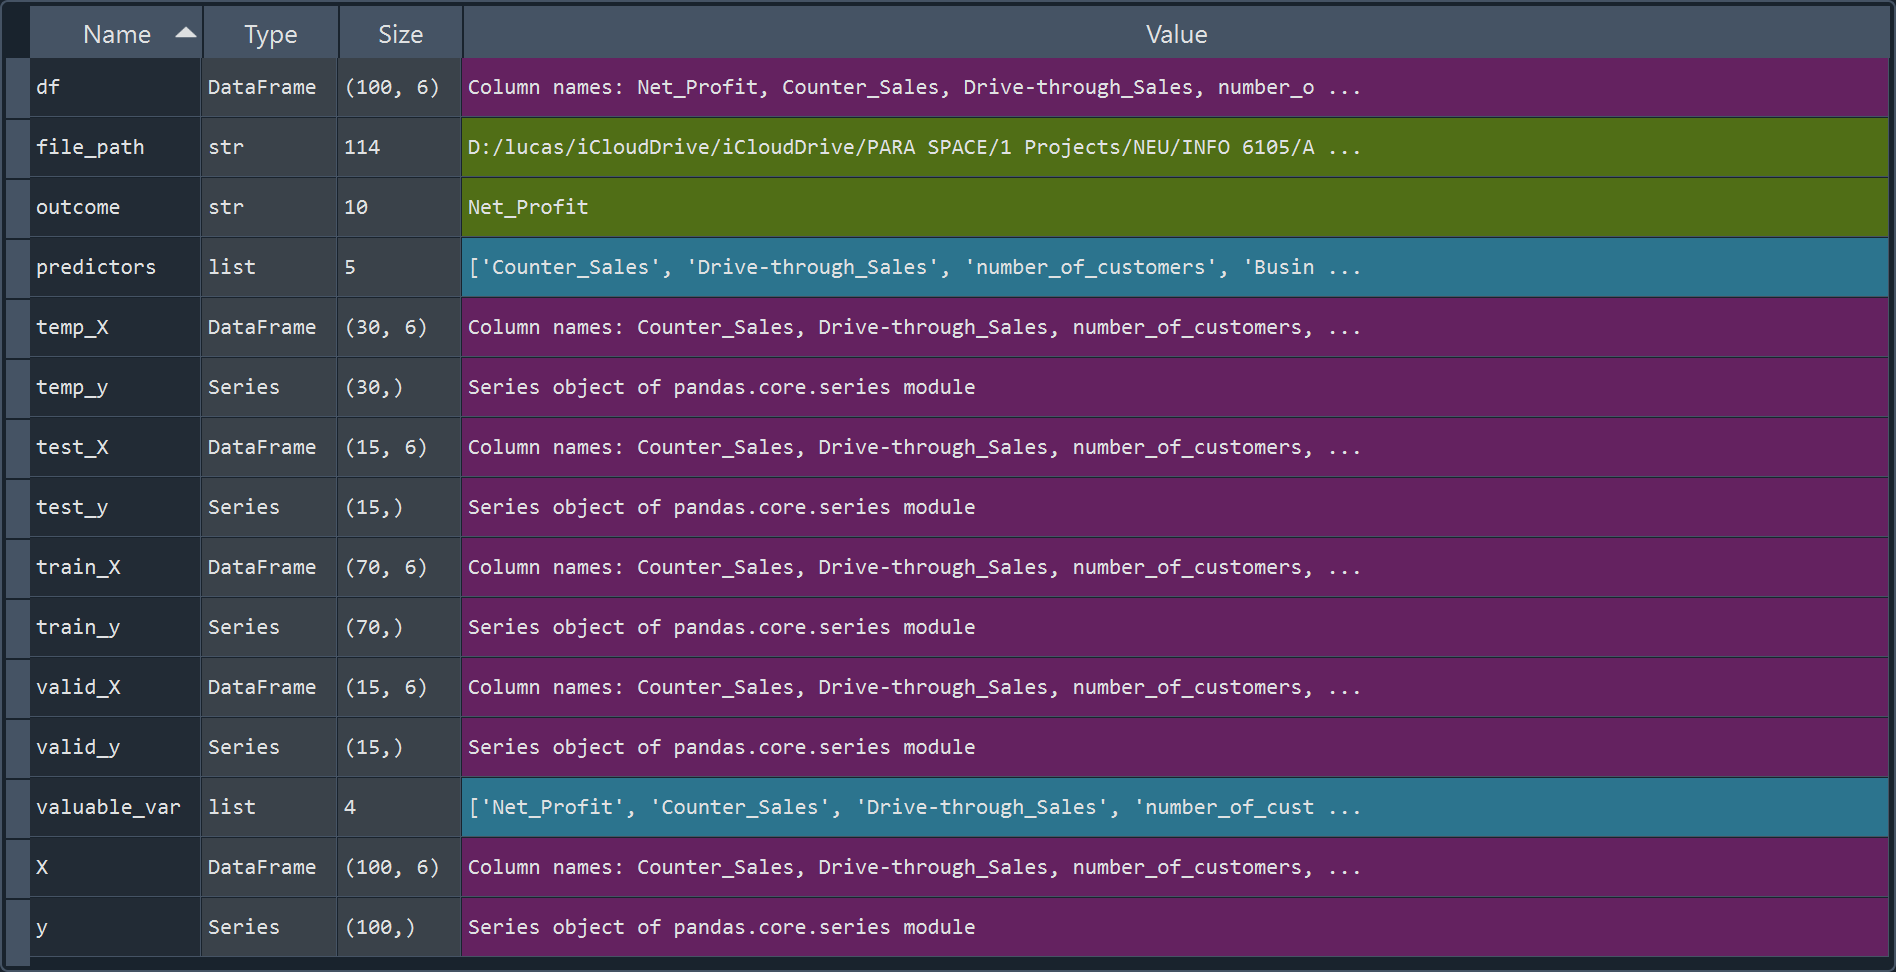 Name Type Size Value
df DataFrame (100, 6) Column names: Net_Profit, Counter_Sales, Drive-through_Sales, number_o ...
file_path str 114 D:/lucas/iCloudDrive/iCloudDrive/PARA SPACE/1 Projects/NEU/INFO 6105/A ...
outcome str 10 Net_Profit
predictors list 5 ['Counter_Sales', 'Drive-through_Sales', 'number_of_customers', 'Busin ...
temp_X DataFrame (30, 6) Column names: Counter_Sales, Drive-through_Sales, number_of_customers, ...
temp_y Series (30,) Series object of pandas.core.series module
test_X DataFrame (15, 6) Column names: Counter_Sales, Drive-through_Sales, number_of_customers, ...
test_y Series (15,) Series object of pandas.core.series module
train_X DataFrame (70, 6) Column names: Counter_Sales, Drive-through_Sales, number_of_customers, ...
train_y Series (70,) Series object of pandas.core.series module
valid_X DataFrame (15, 6) Column names: Counter_Sales, Drive-through_Sales, number_of_customers, ...
valid_y Series (15,) Series object of pandas.core.series module
valuable_var list 4 ['Net_Profit', 'Counter_Sales', 'Drive-through_Sales', 'number_of_cust ...
X DataFrame (100, 6) Column names: Counter_Sales, Drive-through_Sales, number_of_customers, ...
y Series (100,) Series object of pandas.core.series module